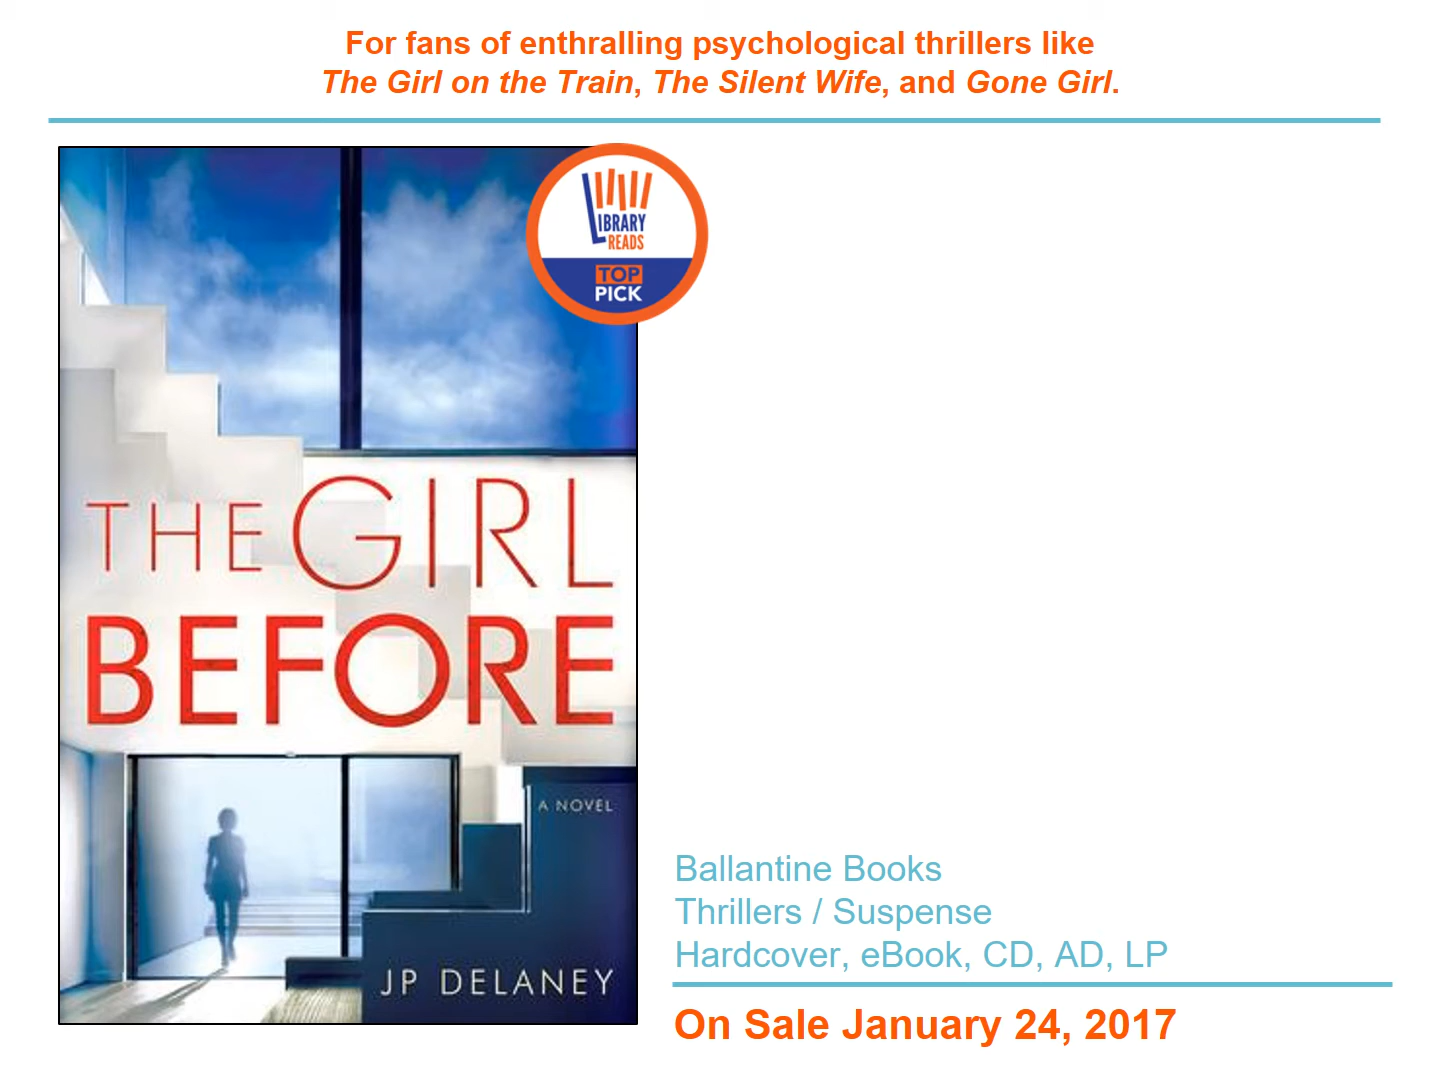 For fans of enthralling psychological thrillers like
The Girl on the Train, The Silent Wife, and Gone Girl.
LIBRARY
READS
TOP
PICK
THE GIRL
BEFORE
A NOVEL
JP DELANEY
Ballantine Books
Thrillers / Suspense
Hardcover, eBook, CD, AD, LP
On Sale January 24, 2017